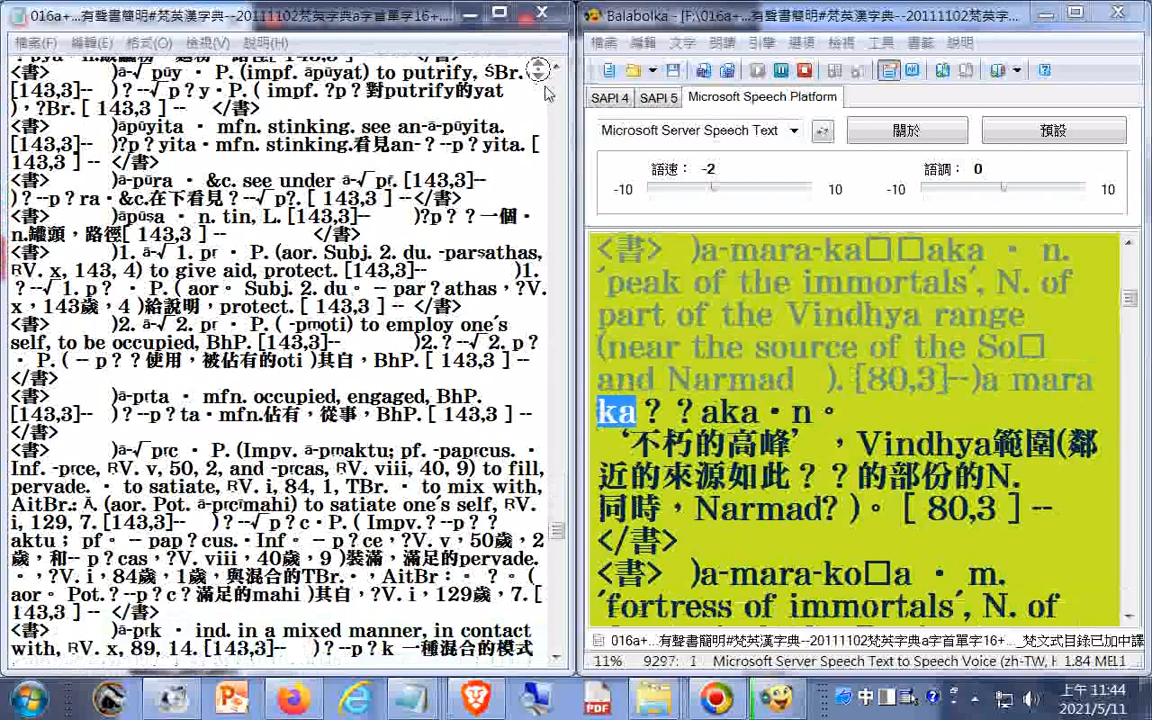 016a+...有聲書簡明#梵英漢字典--20111102梵英字典a字首單字16+...
檔案(F) 編輯(E) 格式(O) 檢視(V) 說明(H)
<書> )ā-√ pūy ‧ P. (impf. āpūyat) to putrify, ŚBr.
[143,3]-- )?--√ p?y‧P. ( impf. ?p?對putrify的yat
) , ?Br. [ 143,3 ] -- </書>
<書> )āpūyita ‧ mfn. stinking. see an-ā-pūyita.
[143,3]-- )?p?yita‧mfn. stinking.看見an-?--p?yita. [
143,3 ] -- </書>
<書> )ā-pūra ‧ &c. see under ā-√ pṝ. [143,3]--
)?--p?ra‧&c.在下看見?--√ p?. [ 143,3 ] --</書>
<書> )āpūṣa ‧ n. tin, L. [143,3]-- )?p??一個‧
n.罐頭，路徑[ 143,3 ] -- </書>
<書> )1. ā-√ 1. pṛ ‧ P. (aor. Subj. 2. du. -parṣathas,
RV. x, 143, 4) to give aid, protect. [143,3]-- )1.
?--√ 1. p? ‧ P. ( aor。 Subj. 2. du。－par?athas，?V.
x，143歲，4 )給說明，protect. [ 143,3 ] -- </書>
<書> )2. ā-√ 2. pṛ ‧ P. ( -pṛṇoti) to employ one's
self, to be occupied, BhP. [143,3]-- )2.?--√ 2. p?
‧ P. (－p??使用，被佔有的oti )其自，BhP. [ 143,3 ] --
</書>
<書> )ā-pṛta ‧ mfn. occupied, engaged, BhP.
[143,3]-- )?--p?ta‧mfn.佔有，從事，BhP. [ 143,3 ] --
</書>
<書> )ā-√pṛc ‧ P. (Impv. ā-pṛṇaktu; pf. -papṛcus. ‧
Inf. -pṛce, RV. v, 50, 2, and -pṛcas, RV. viii, 40, 9) to fill,
pervade. ‧ to satiate, RV. i, 84, 1, TBr. ‧ to mix with,
AitBr.: Ā. (aor. Pot. ā-pṛcīmahi) to satiate one's self, RV.
i, 129, 7. [143,3]-- )?--√p?c‧P. ( Impv.?--p??
aktu； pf。－pap?cus.‧Inf。－p?ce，?V. v，50歲，2
歲，和--p?cas，?V. viii，40歲，9 )裝滿，滿足的pervade.
‧，?V. i，84歲，1歲，與混合的TBr.‧，AitBr：。?。(
aor。Pot.?--p?c?滿足的mahi )其自，?V. i，129歲，7. [
143,3 ] -- </書>
<書> )ā-pṛk ‧ ind. in a mixed manner, in contact
with, RV. x, 89, 14. [143,3]-- )?--p?k 一種混合的模式
Balabolka - [F:\016a+...有聲書簡明#梵英漢字典--20111102梵英字...
檔案 編輯 文字 朗讀 引擎 選項 檢視 工具 書籤 說明
SAPI 4 SAPI 5 Microsoft Speech Platform
Microsoft Server Speech Text 關於 預設
語速： -2 語調： 0
-10 10 -10 10
<書> )a-mara-ka□□aka ‧ n.
'peak of the immortals', N. of
part of the Vindhya range
(near the source of the So□
and Narmad ). [80,3]--)a mara
ka??aka‧n。
‘不朽的高峰’，Vindhya範圍(鄰
近的來源如此??的部份的N.
同時，Narmad? )。[ 80,3 ] --
</書>
<書> )a-mara-ko□a ‧ m.
'fortress of immortals', N. of
016a+...有聲書簡明#梵英漢字典--20111102梵英字典a字首單字16+..._梵文式目錄已加中譯
11% 9297: 1 Microsoft Server Speech Text to Speech Voice (zh-TW, H 1.84 MEL1
中
上午 11:44
2021/5/11